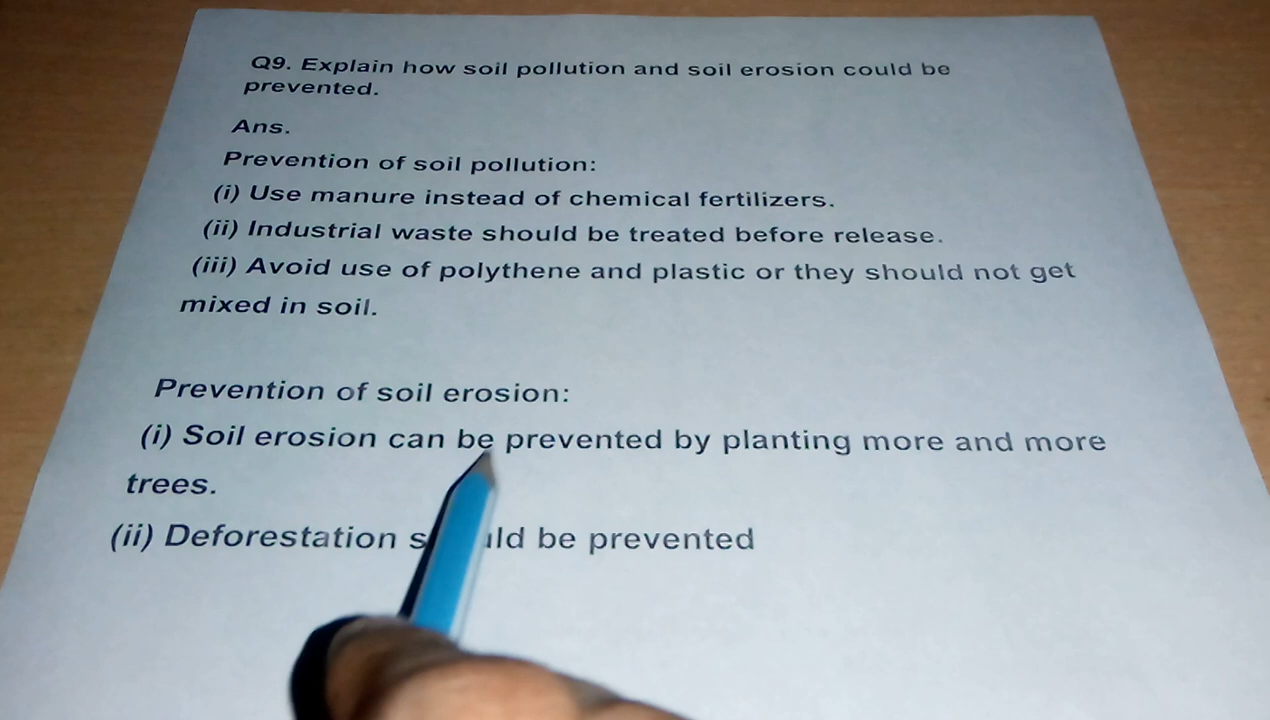 Q9. Explain how soil pollution and soil erosion could be
prevented.
Ans.
Prevention of soil pollution:
(i) Use manure instead of chemical fertilizers.
(ii) Industrial waste should be treated before release.
(iii) Avoid use of polythene and plastic or they should not get
mixed in soil.
Prevention of soil erosion:
(i) Soil erosion can be prevented by planting more and more
trees.
(ii) Deforestation be prevented